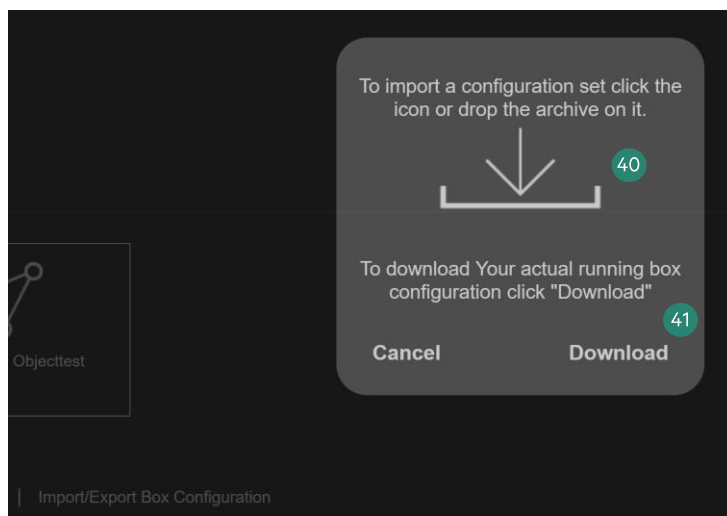 To import a configuration set click the
icon or drop the archive on it.
40
To download Your actual running box
configuration click "Download"
41
Cancel Download
Objecttest
| Import/Export Box Configuration